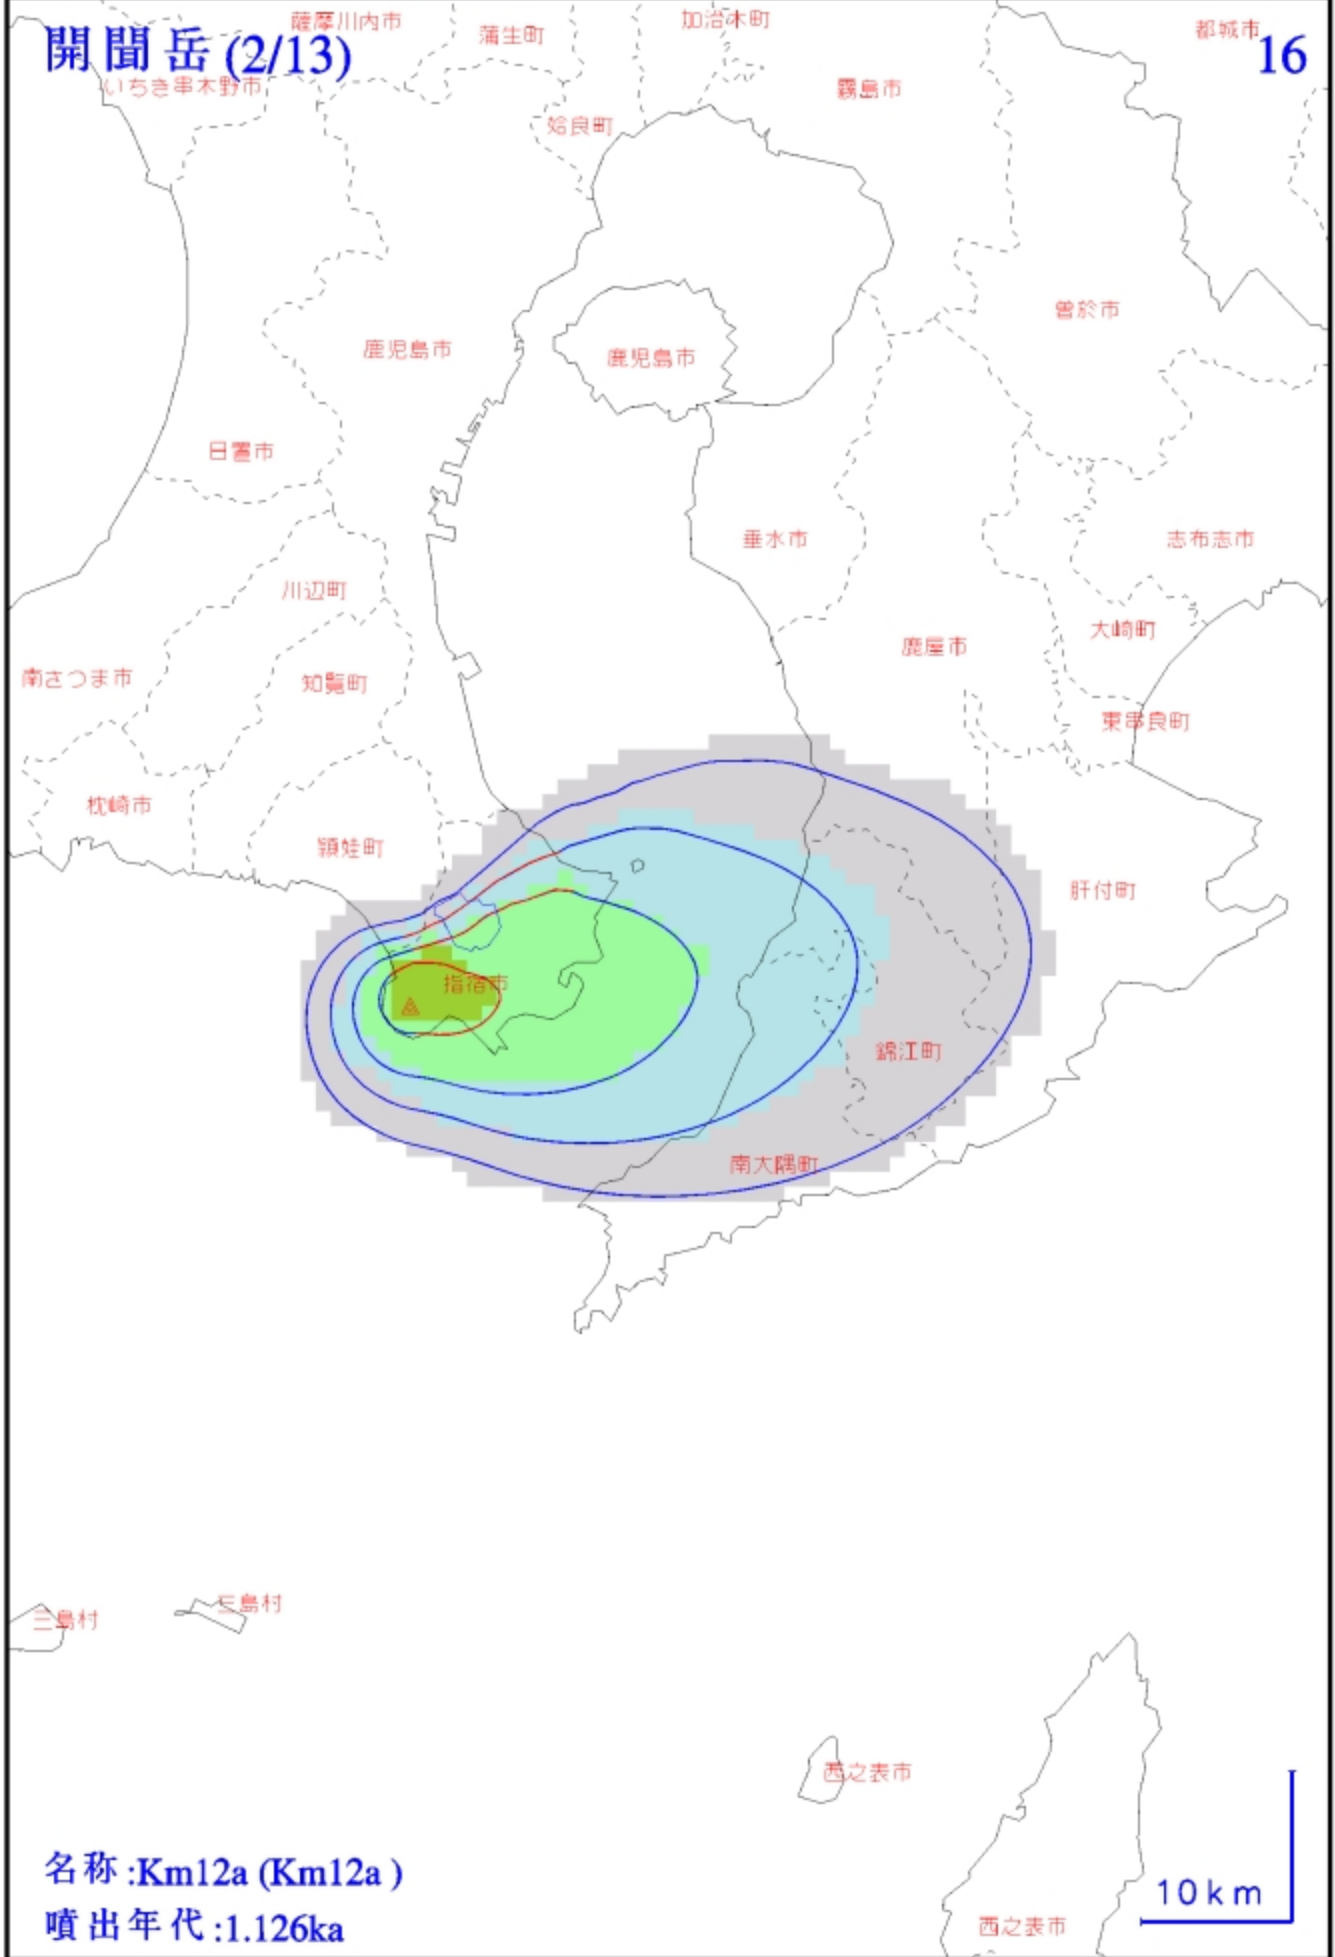 薩摩川内市
加治木町
都城市
蒲生町
開聞岳 (2/13)
16
いちき串木野市
霧島市
姶良町
曽於市
鹿児島市
鹿児島市
日置市
垂水市
志布志市
川辺町
大崎町
鹿屋市
南さつま市
知覧町
東串良町
枕崎市
頴娃町
肝付町
指宿市
錦江町
南大隅町
三島村
三島村
西之表市
名称:Km12a (Km12a )
10km
噴出年代:1.126ka
西之表市